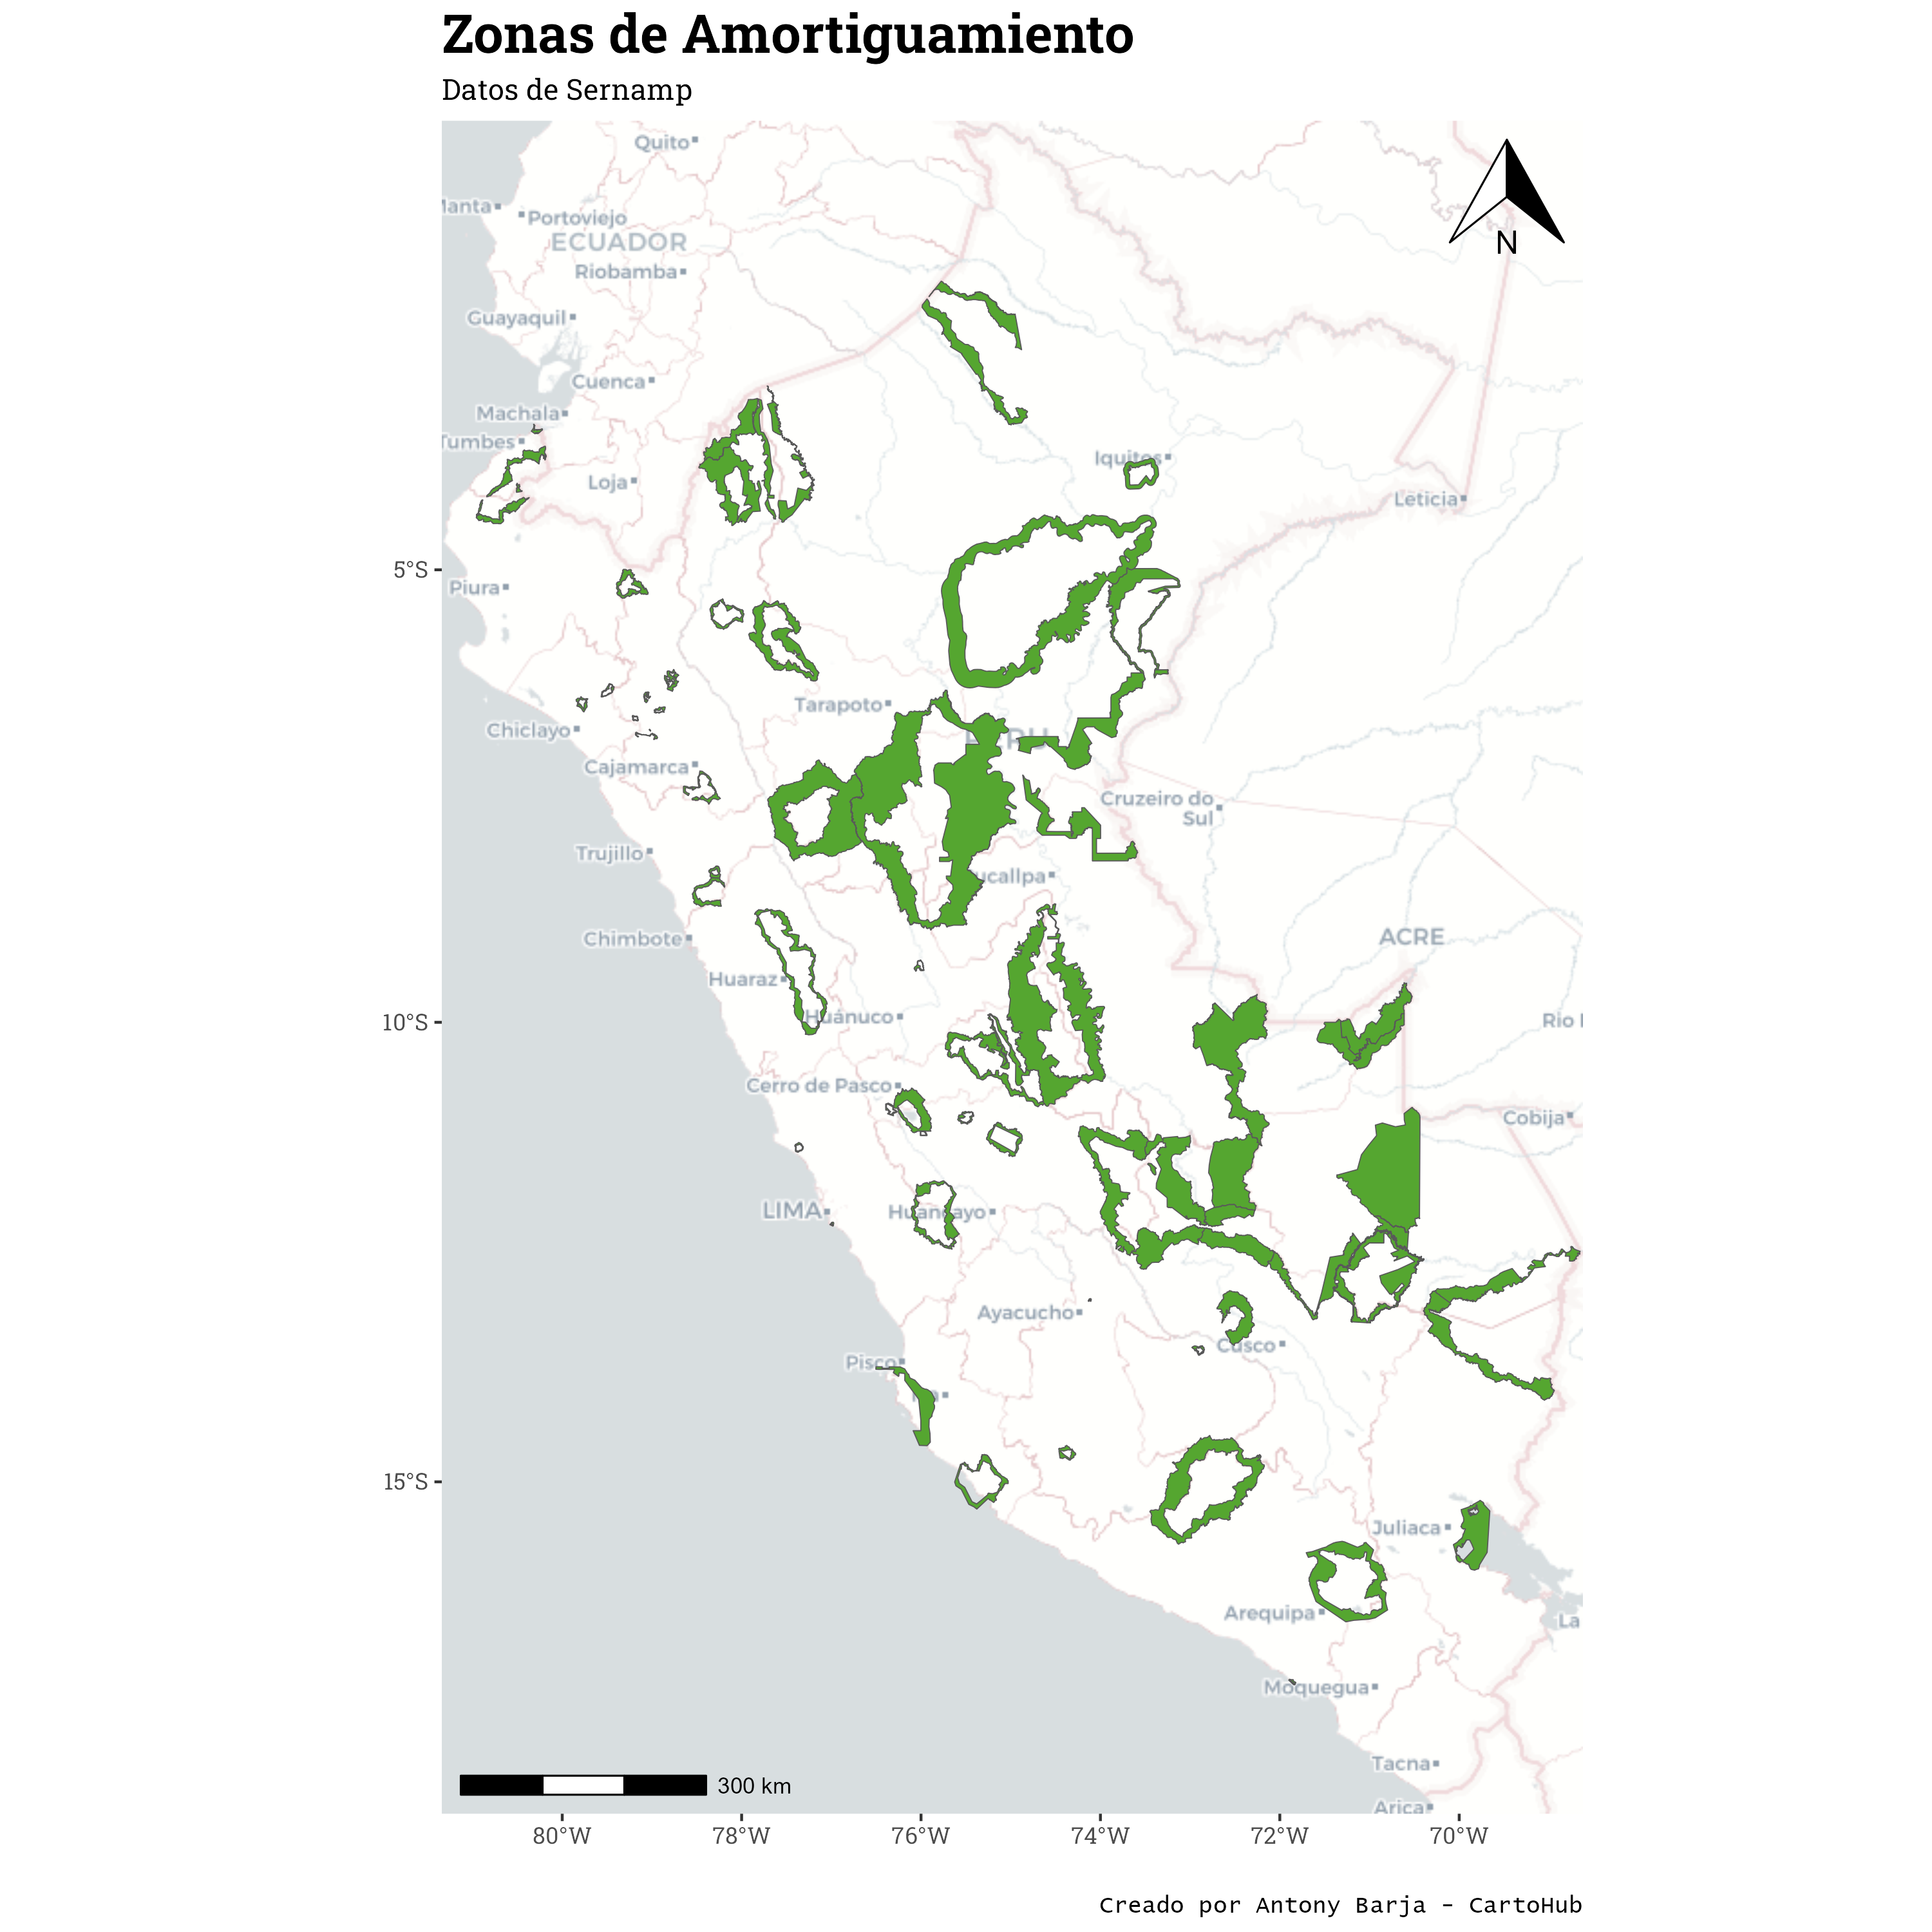 Zonas de Amortiguamiento
Datos de Sernamp
Quito
Portoviejo
ECUADOR
Riobamba
Guayaquil
Cuenca
Machala
Tumbes
Loja
Iquitos
Leticia
5°S
Piura
Tarapoto
Chiclayo
PERU
Cajamarca
Cruzeiro do
Sul
Trujillo
ucallpa
Chimbote
ACRE
Huaraz
Huánuco
10°S
Rio
Cerro de Pasco
Cobija
LIMA
Huancayo
Ayacucho
Cusco
Pisco
15°S
Juliaca
Arequipa
La
Moquegua
Tacna
Arica
300 km
80°W 78°W 76°W 74°W 72°W 70°W
N
Creado por Antony Barja - CartoHub